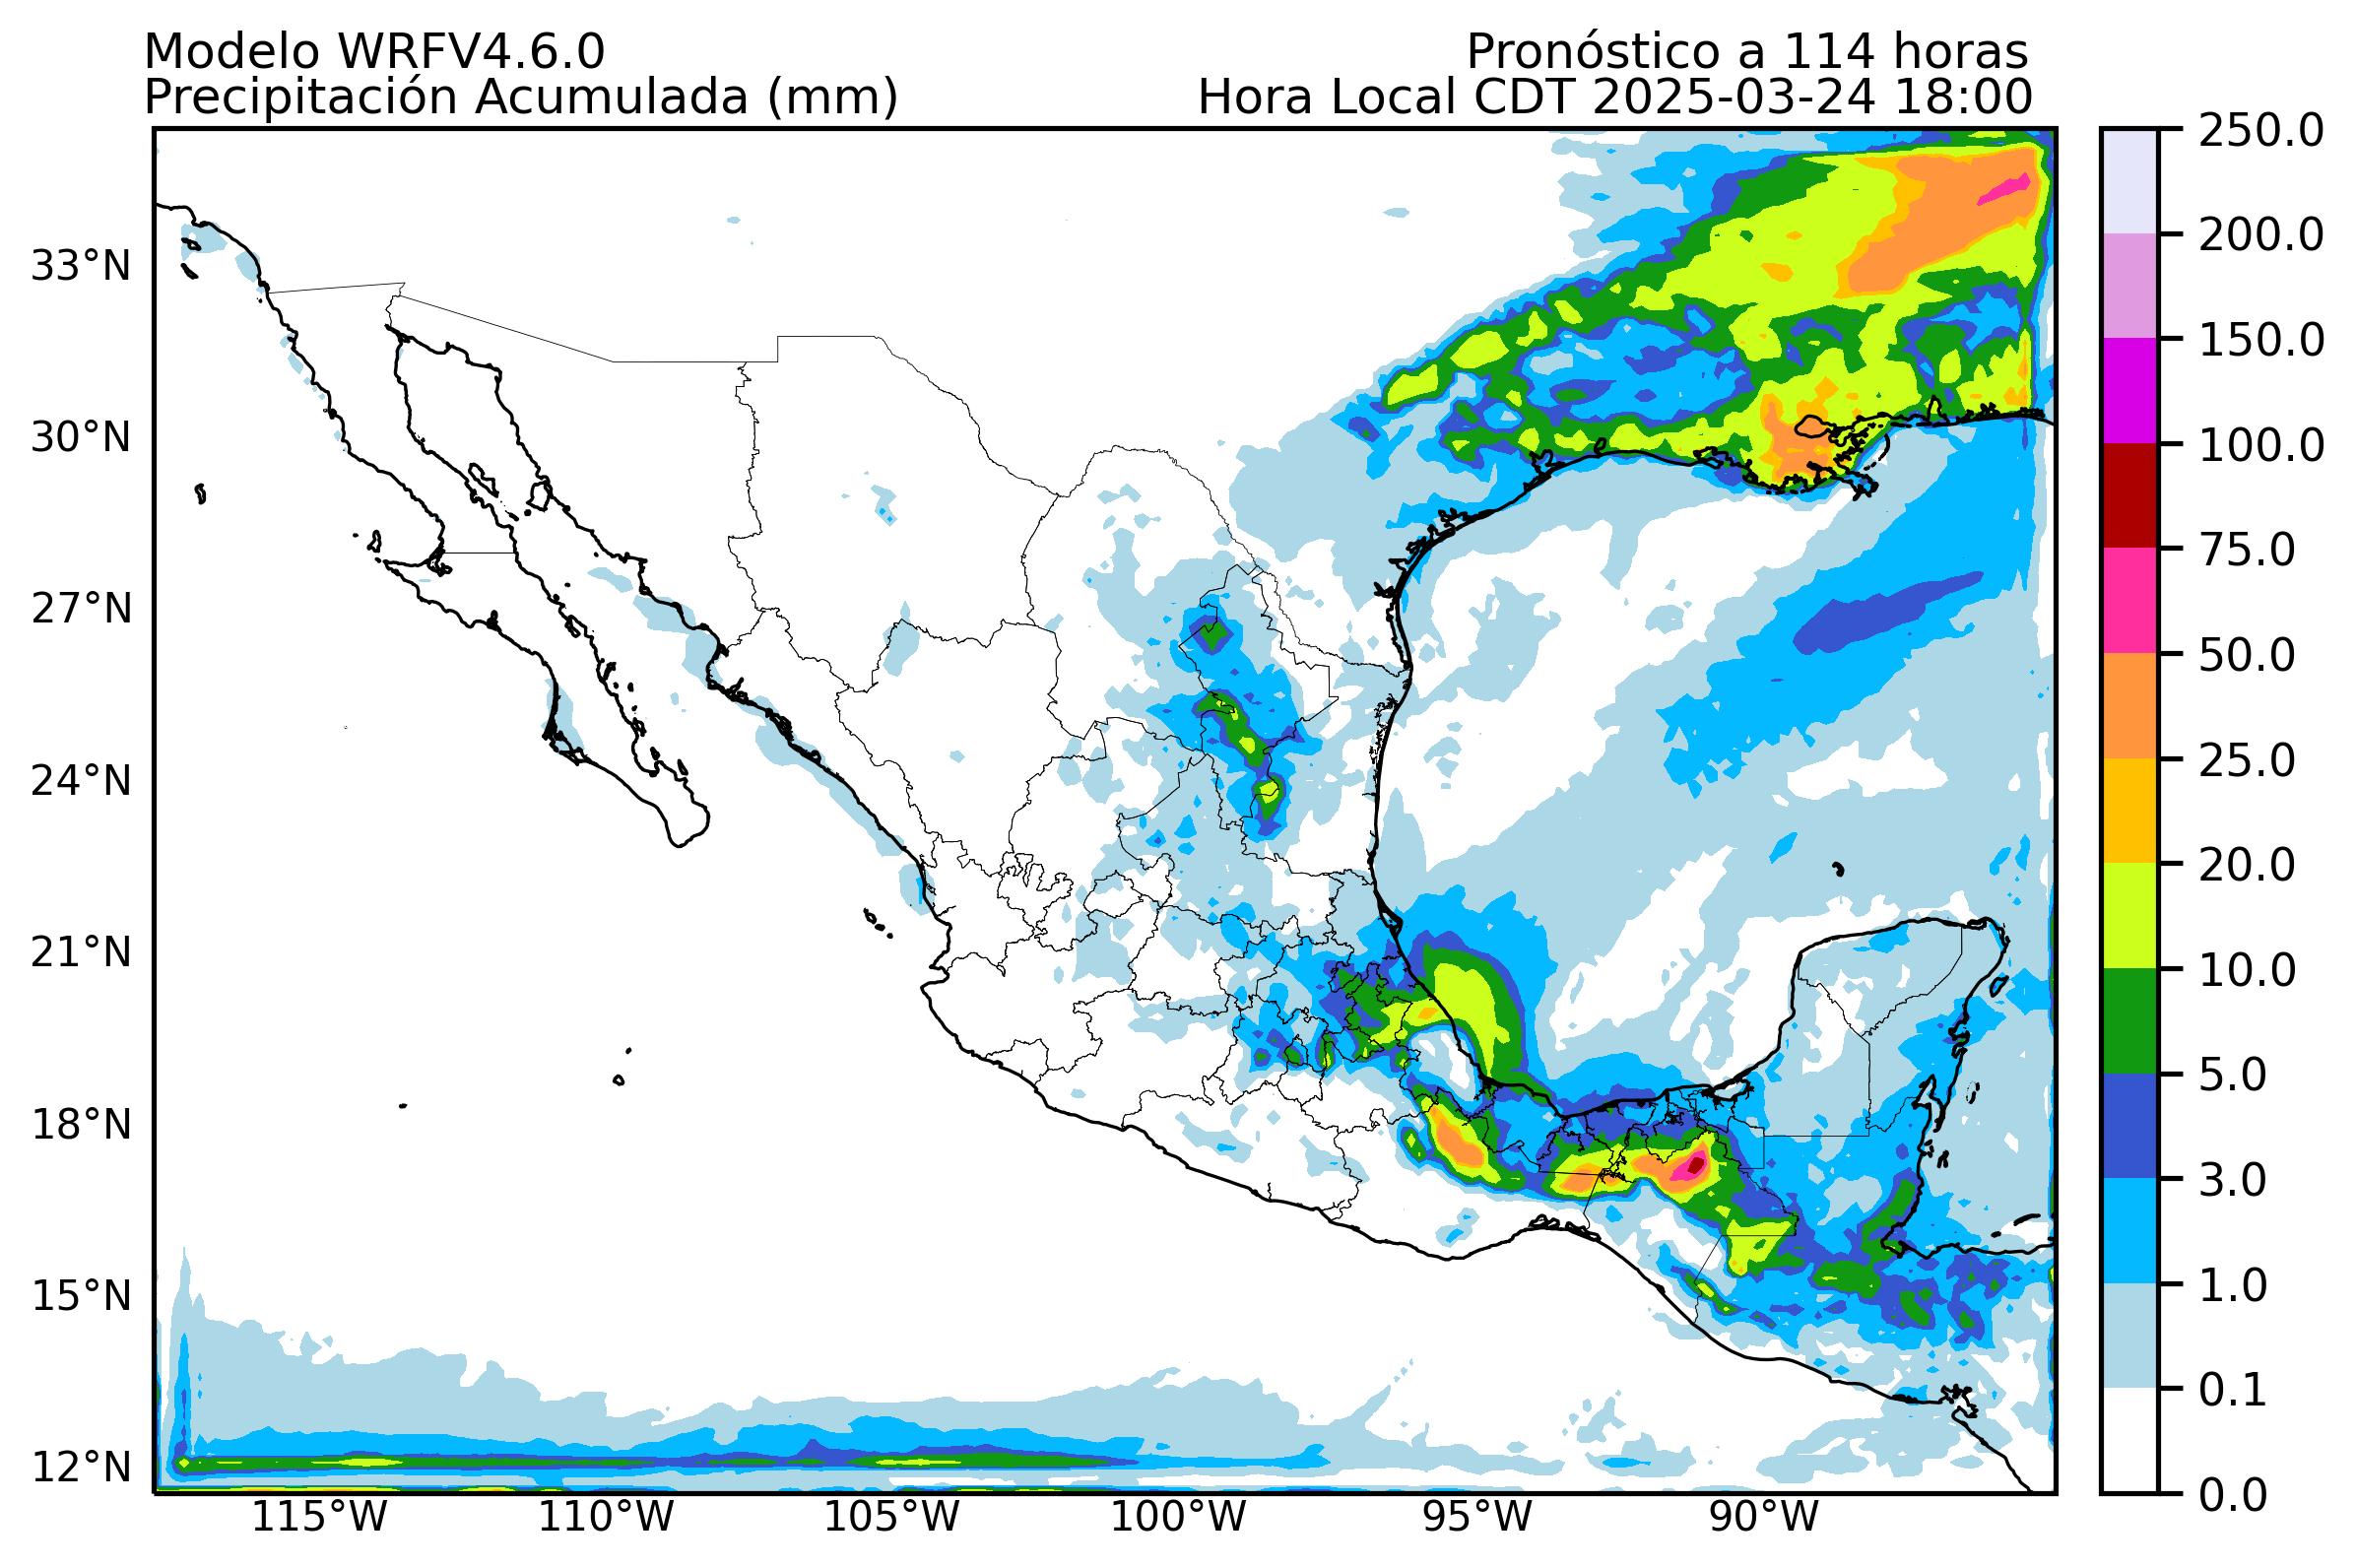 Modelo WRFV4.6.0
Pronóstico a 114 horas
Precipitación Acumulada (mm)
Hora Local CDT 2025-03-24 18:00
33°N
30°N
27°N
24°N
21°N
18°N
15°N
12°N
115°W
110°W
105°W
100°W
95°W
90°W
250.0
200.0
150.0
100.0
75.0
50.0
25.0
20.0
10.0
5.0
3.0
1.0
0.1
0.0